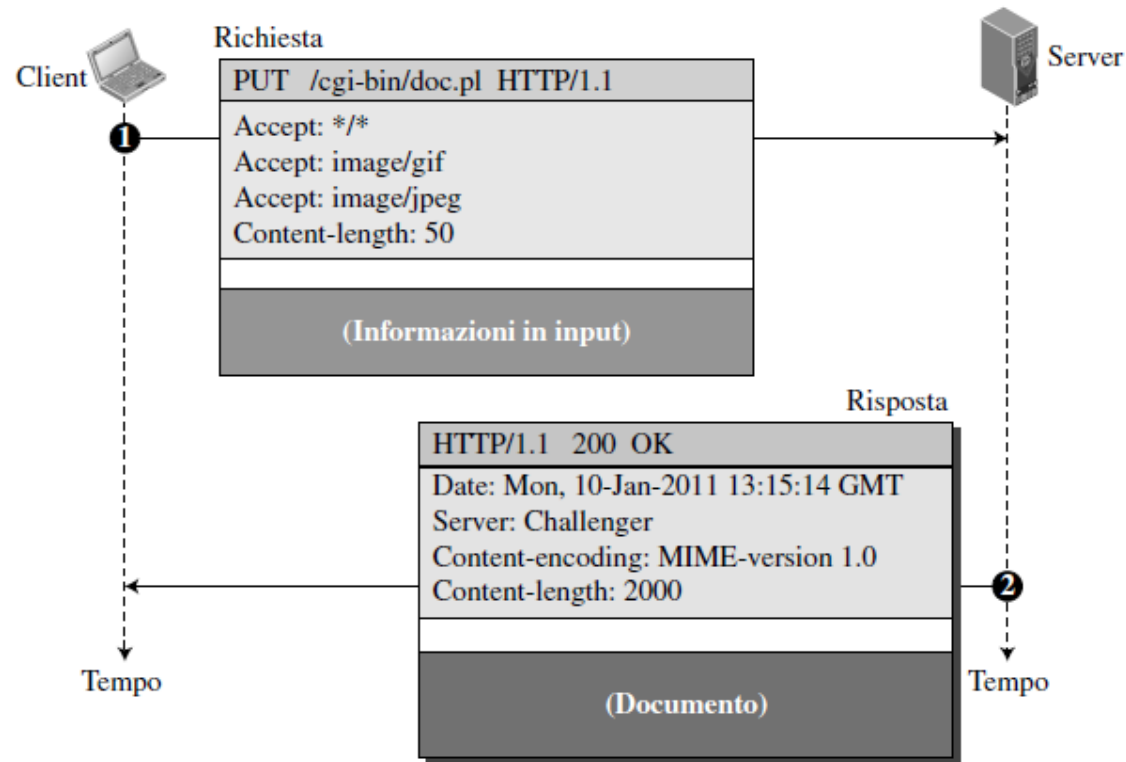 Richiesta
Client
Server
PUT /cgi-bin/doc.pl HTTP/1.1
1
Accept: */*
Accept: image/gif
Accept: image/jpeg
Content-length: 50
(Informazioni in input)
Risposta
HTTP/1.1 200 OK
Date: Mon, 10-Jan-2011 13:15:14 GMT
Server: Challenger
Content-encoding: MIME-version 1.0
Content-length: 2000
2
Tempo
Tempo
(Documento)